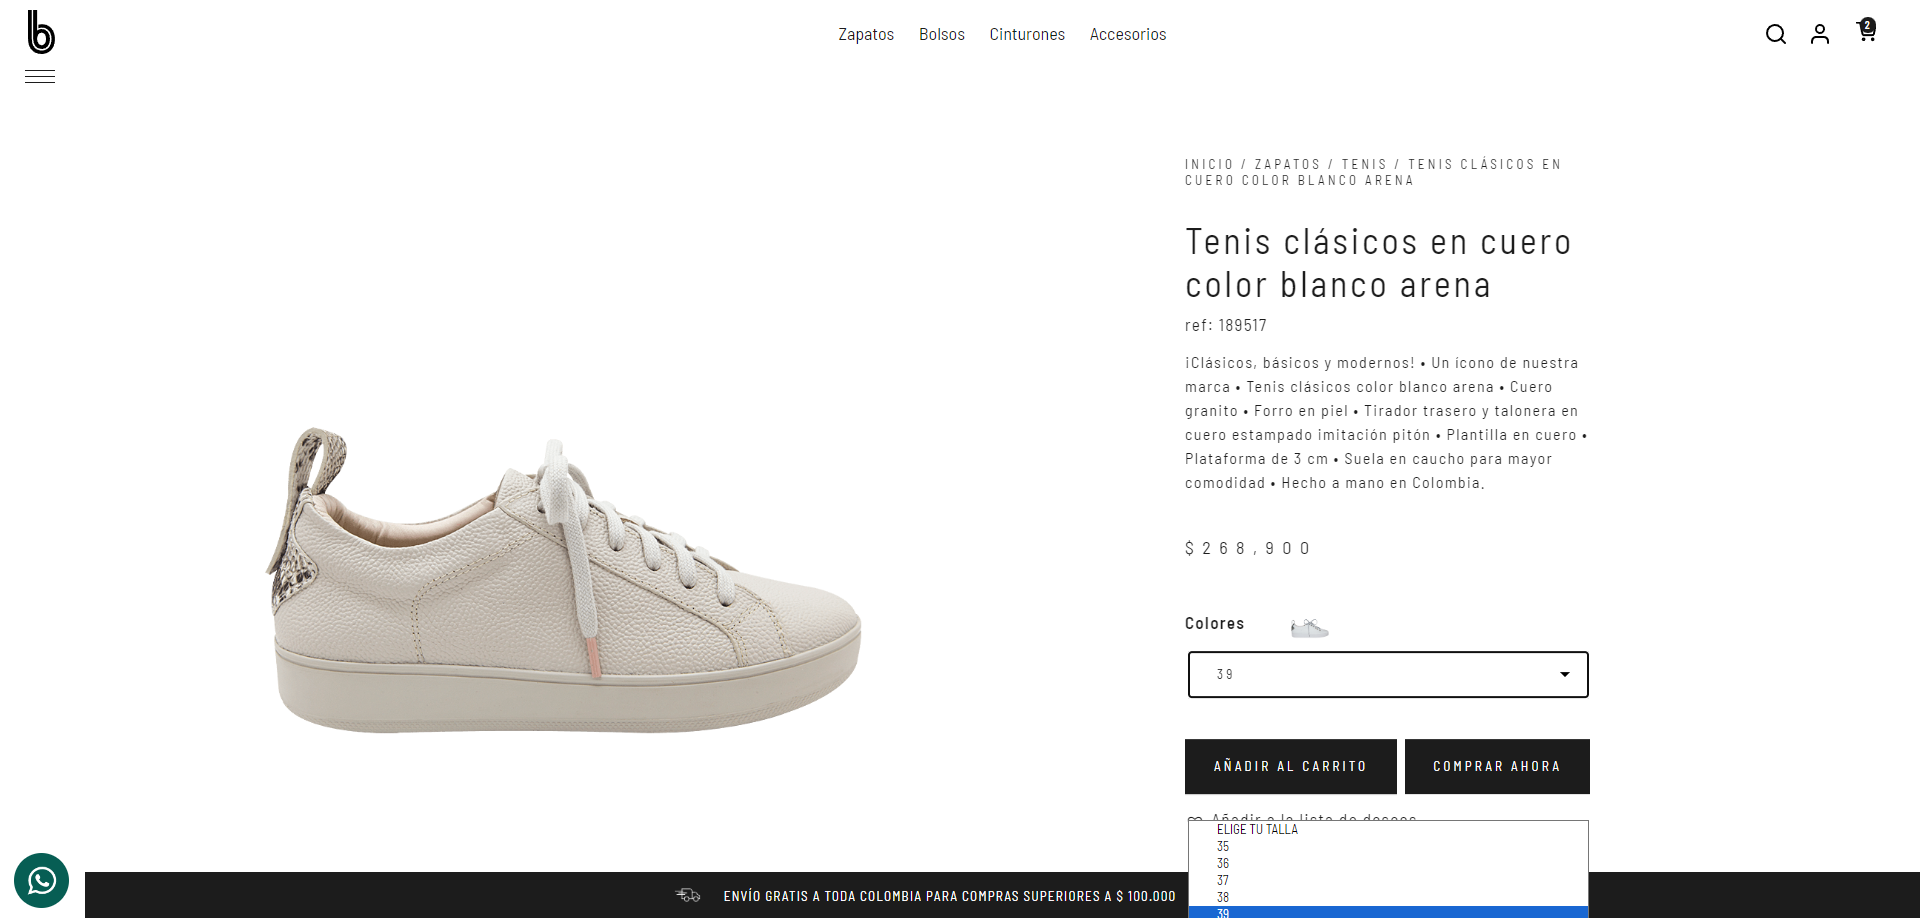 b
Zapatos Bolsos Cinturones Accesorios
2
INICIO / ZAPATOS / TENIS / TENIS CLÁSICOS EN
CUERO COLOR BLANCO ARENA
Tenis clásicos en cuero
color blanco arena
ref: 189517
¡Clásicos, básicos y modernos! • Un ícono de nuestra
marca • Tenis clásicos color blanco arena • Cuero
granito • Forro en piel • Tirador trasero y talonera en
cuero estampado imitación pitón • Plantilla en cuero •
Plataforma de 3 cm • Suela en caucho para mayor
comodidad • Hecho a mano en Colombia.
$268,900
Colores
39
AÑADIR AL CARRITO COMPRAR AHORA
Añadir a la lista de deseos
ELIGE TU TALLA
35
36
37
38
39
ENVÍO GRATIS A TODA COLOMBIA PARA COMPRAS SUPERIORES A $ 100.000